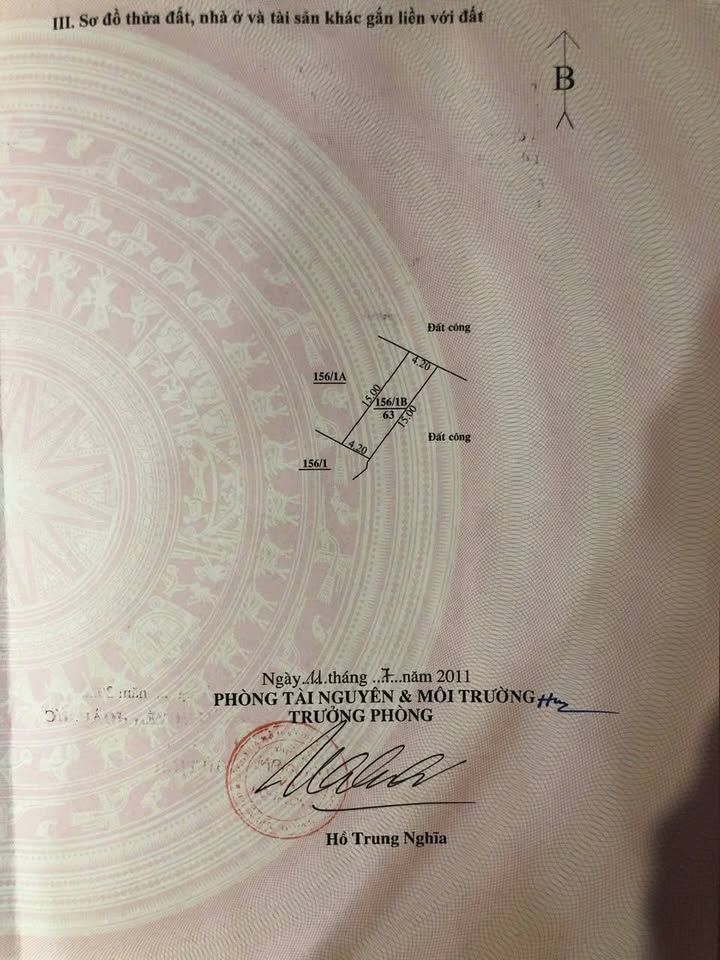 III. Sơ đồ thửa đất, nhà ở và tài sản khác gắn liền với đất
B
Đất công
4.20
156/1A
15.00
156/1B
63
15.00
Đất công
4.20
156/1
Ngày 11 tháng ..7..năm 2011
PHÒNG TÀI NGUYÊN & MÔI TRƯỜNG
TRƯỞNG PHÒNG
Hồ Trung Nghĩa